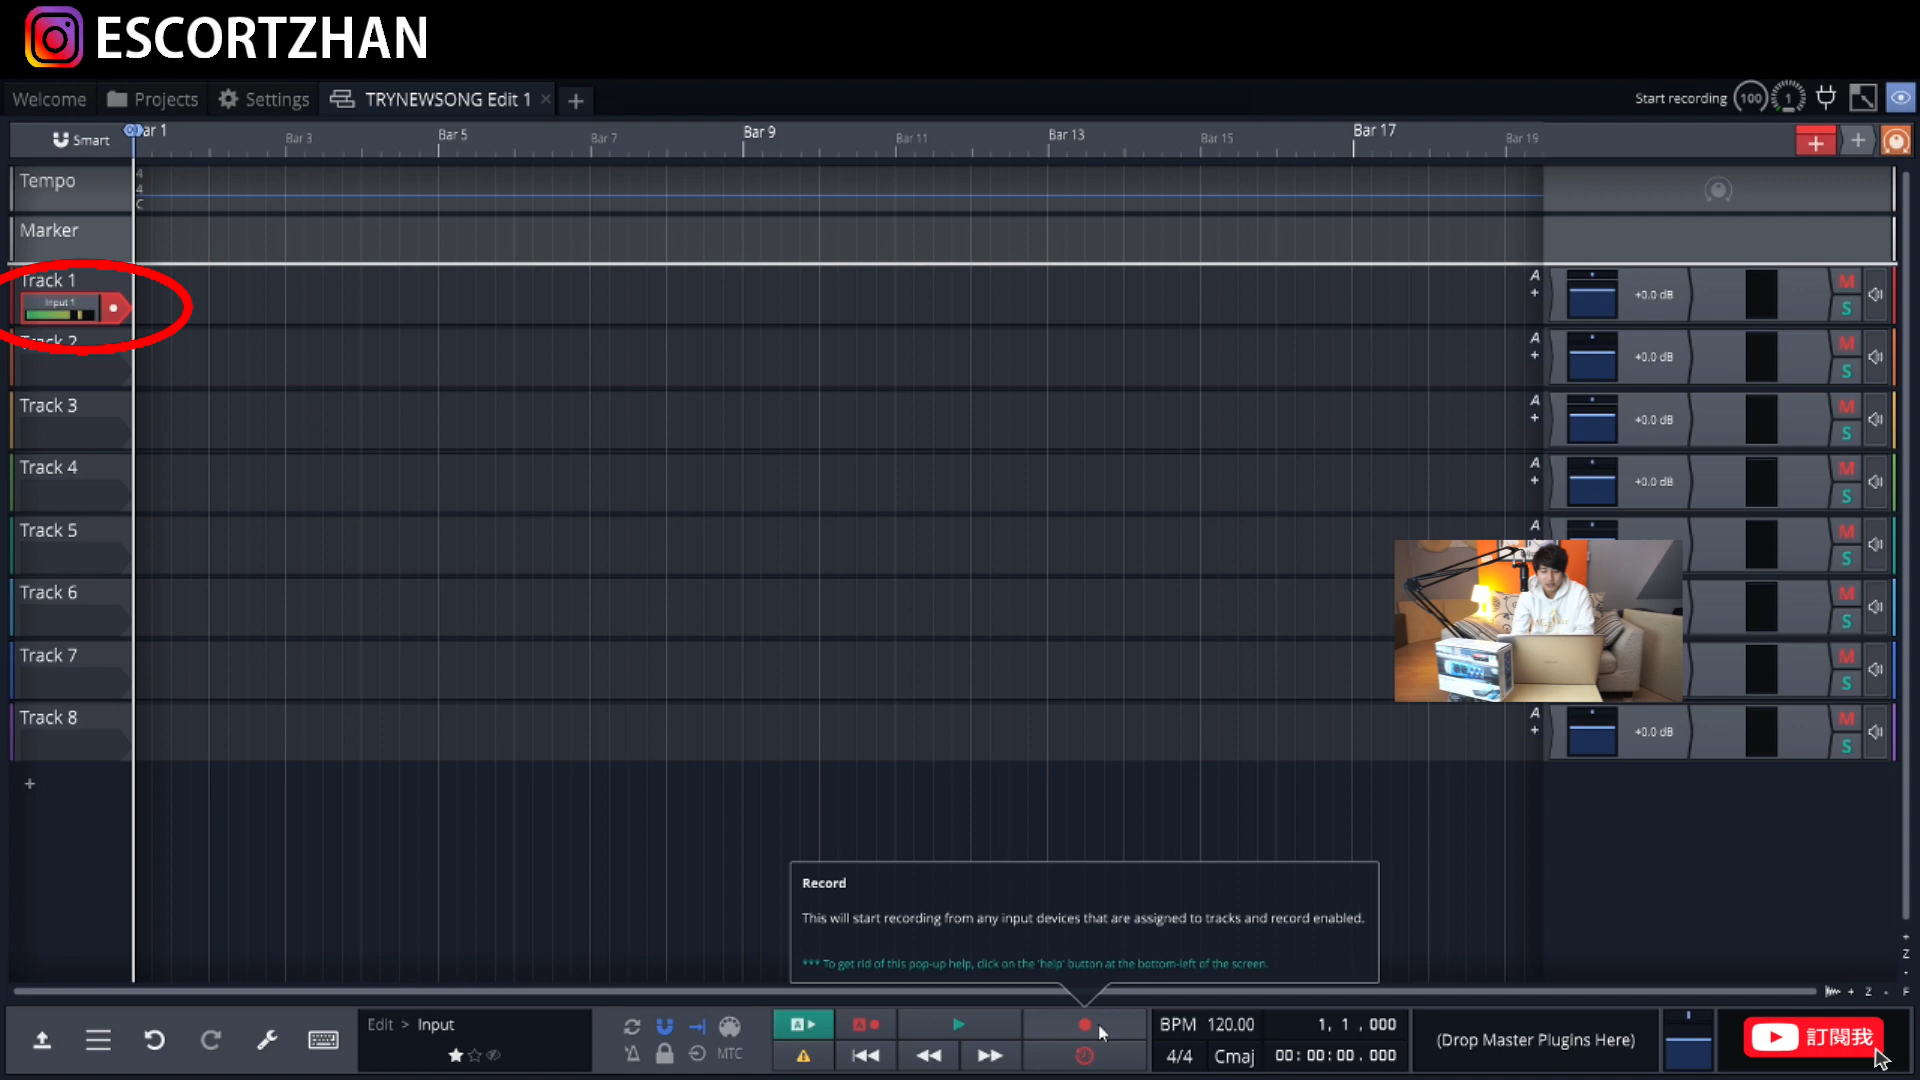 ESCORTZHAN
Welcome Projects Settings TRYNEWSONG Edit 1 × + Start recording 100 1
Smart ar 1 Bar 3 Bar 5 Bar 7 Bar 9 Bar 11 Bar 13 Bar 15 Bar 17 Bar 19
Tempo 4 4 C
Marker
Track 1 A + +0.0 dB M S
Input 1
Track 2 A + +0.0 dB M S
Track 3 A + +0.0 dB M S
Track 4 A + +0.0 dB M S
Track 5 A M S
Track 6 M S
Track 7 M S
Track 8 A + +0.0 dB M S
+
Record
This will start recording from any input devices that are assigned to tracks and record enabled.
*** To get rid of this pop-up help, click on the 'help' button at the bottom-left of the screen.
+ Z - F
Edit > Input
MTC
A A
BPM 120.00 1, 1 , 000
4/4 Cmaj 00: 00: 00 . 000
(Drop Master Plugins Here)
訂閱我